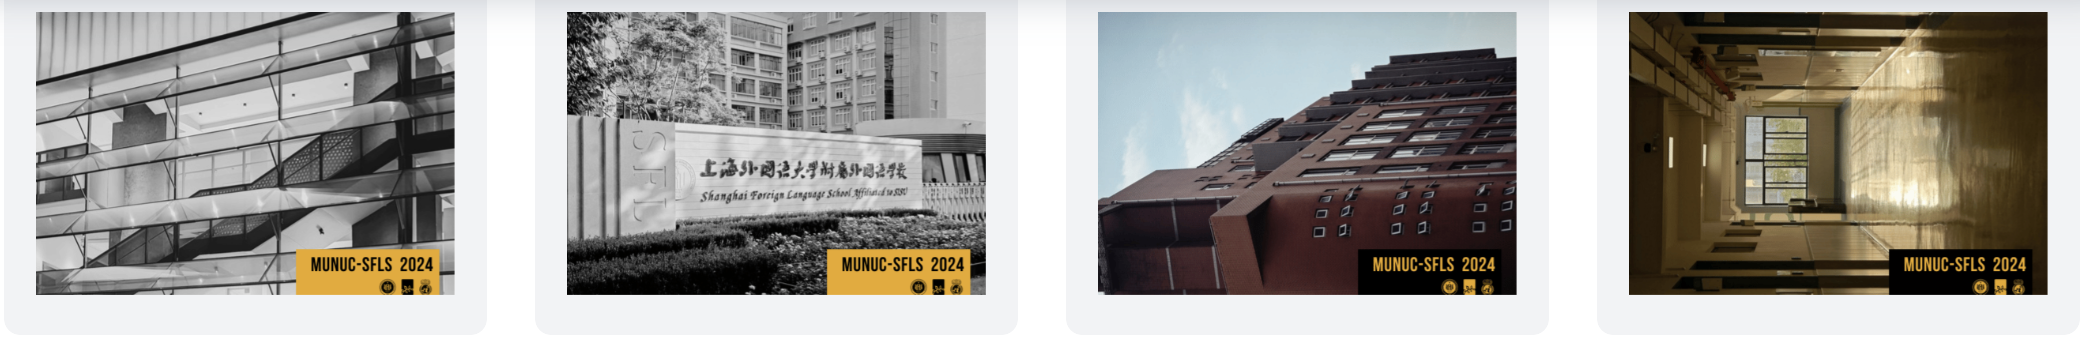 MUNUC-SFLS 2024
SFL
上海外国语大学附属外国语学校
Shanghai Foreign Language School Affiliated to SISU
MUNUC-SFLS 2024
MUNUC-SFLS 2024
MUNUC-SFLS 2024